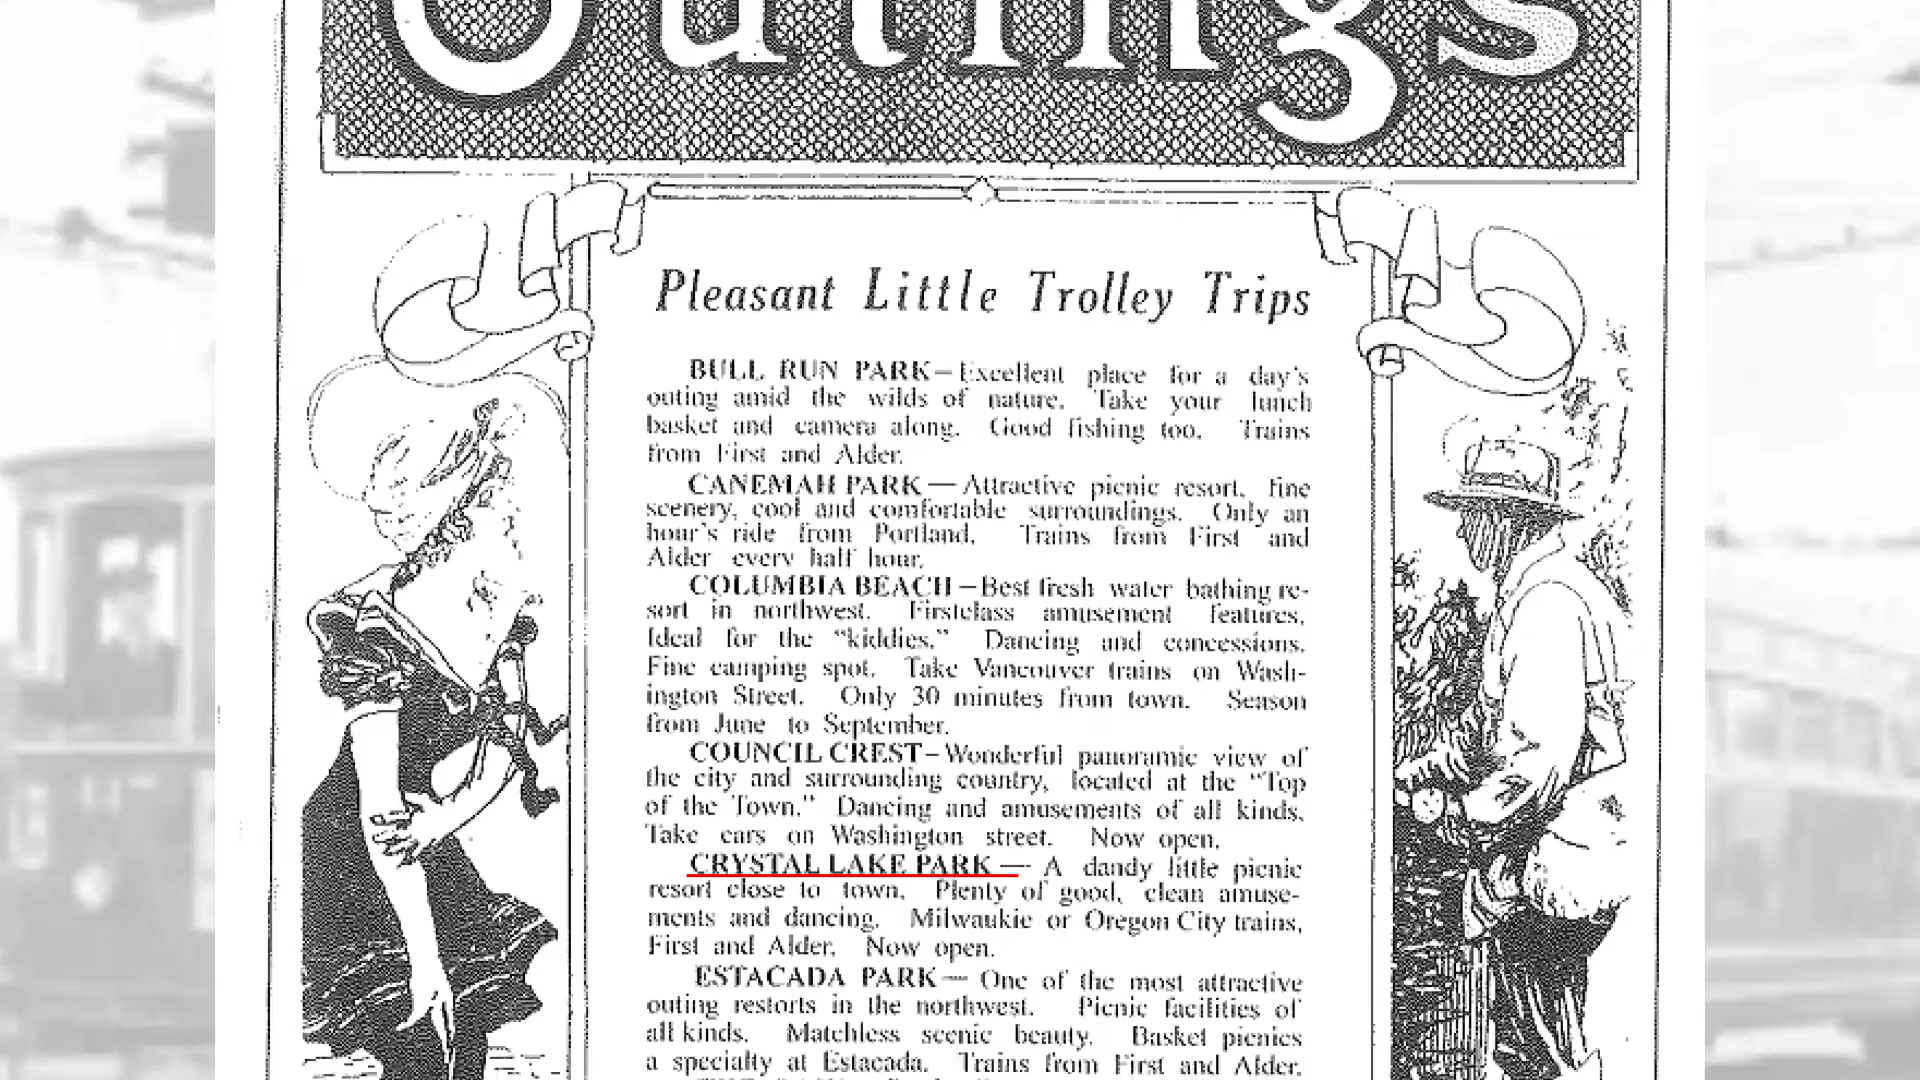 Outings
Pleasant Little Trolley Trips
BULL RUN PARK—Excellent place for a day's
outing amid the wilds of nature. Take your lunch
basket and camera along. Good fishing too. Trains
from First and Alder.
CANEMAH PARK — Attractive picnic resort, fine
scenery, cool and comfortable surroundings. Only an
hour's ride from Portland. Trains from First and
Alder every half hour.
COLUMBIA BEACH —Best fresh water bathing re-
sort in northwest. Firstclass amusement features.
Ideal for the "kiddies." Dancing and concessions.
Fine camping spot. Take Vancouver trains on Wash-
ington Street. Only 30 minutes from town. Season
from June to September.
COUNCIL CREST—Wonderful panoramic view of
the city and surrounding country, located at the "Top
of the Town." Dancing and amusements of all kinds.
Take cars on Washington street. Now open.
CRYSTAL LAKE PARK — A dandy little picnic
resort close to town. Plenty of good, clean amuse-
ments and dancing. Milwaukie or Oregon City trains,
First and Alder. Now open.
ESTACADA PARK— One of the most attractive
outing restorts in the northwest. Picnic facilities of
all kinds. Matchless scenic beauty. Basket picnics
a specialty at Estacada. Trains from First and Alder.